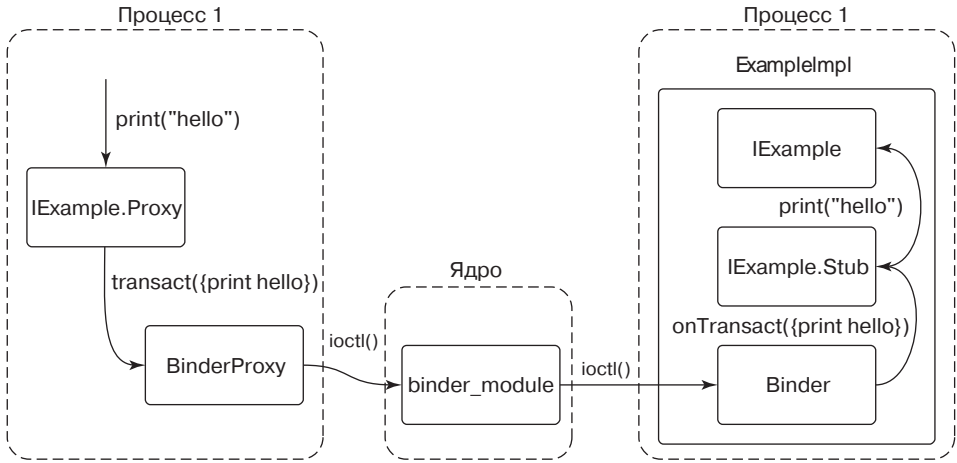 Процесс 1
print("hello")
IExample.Proxy
transact({print hello})
BinderProxy
ioctl()
Ядро
binder_module
ioctl()
Процесс 1
ExampleImpl
IExample
print("hello")
IExample.Stub
onTransact({print hello})
Binder